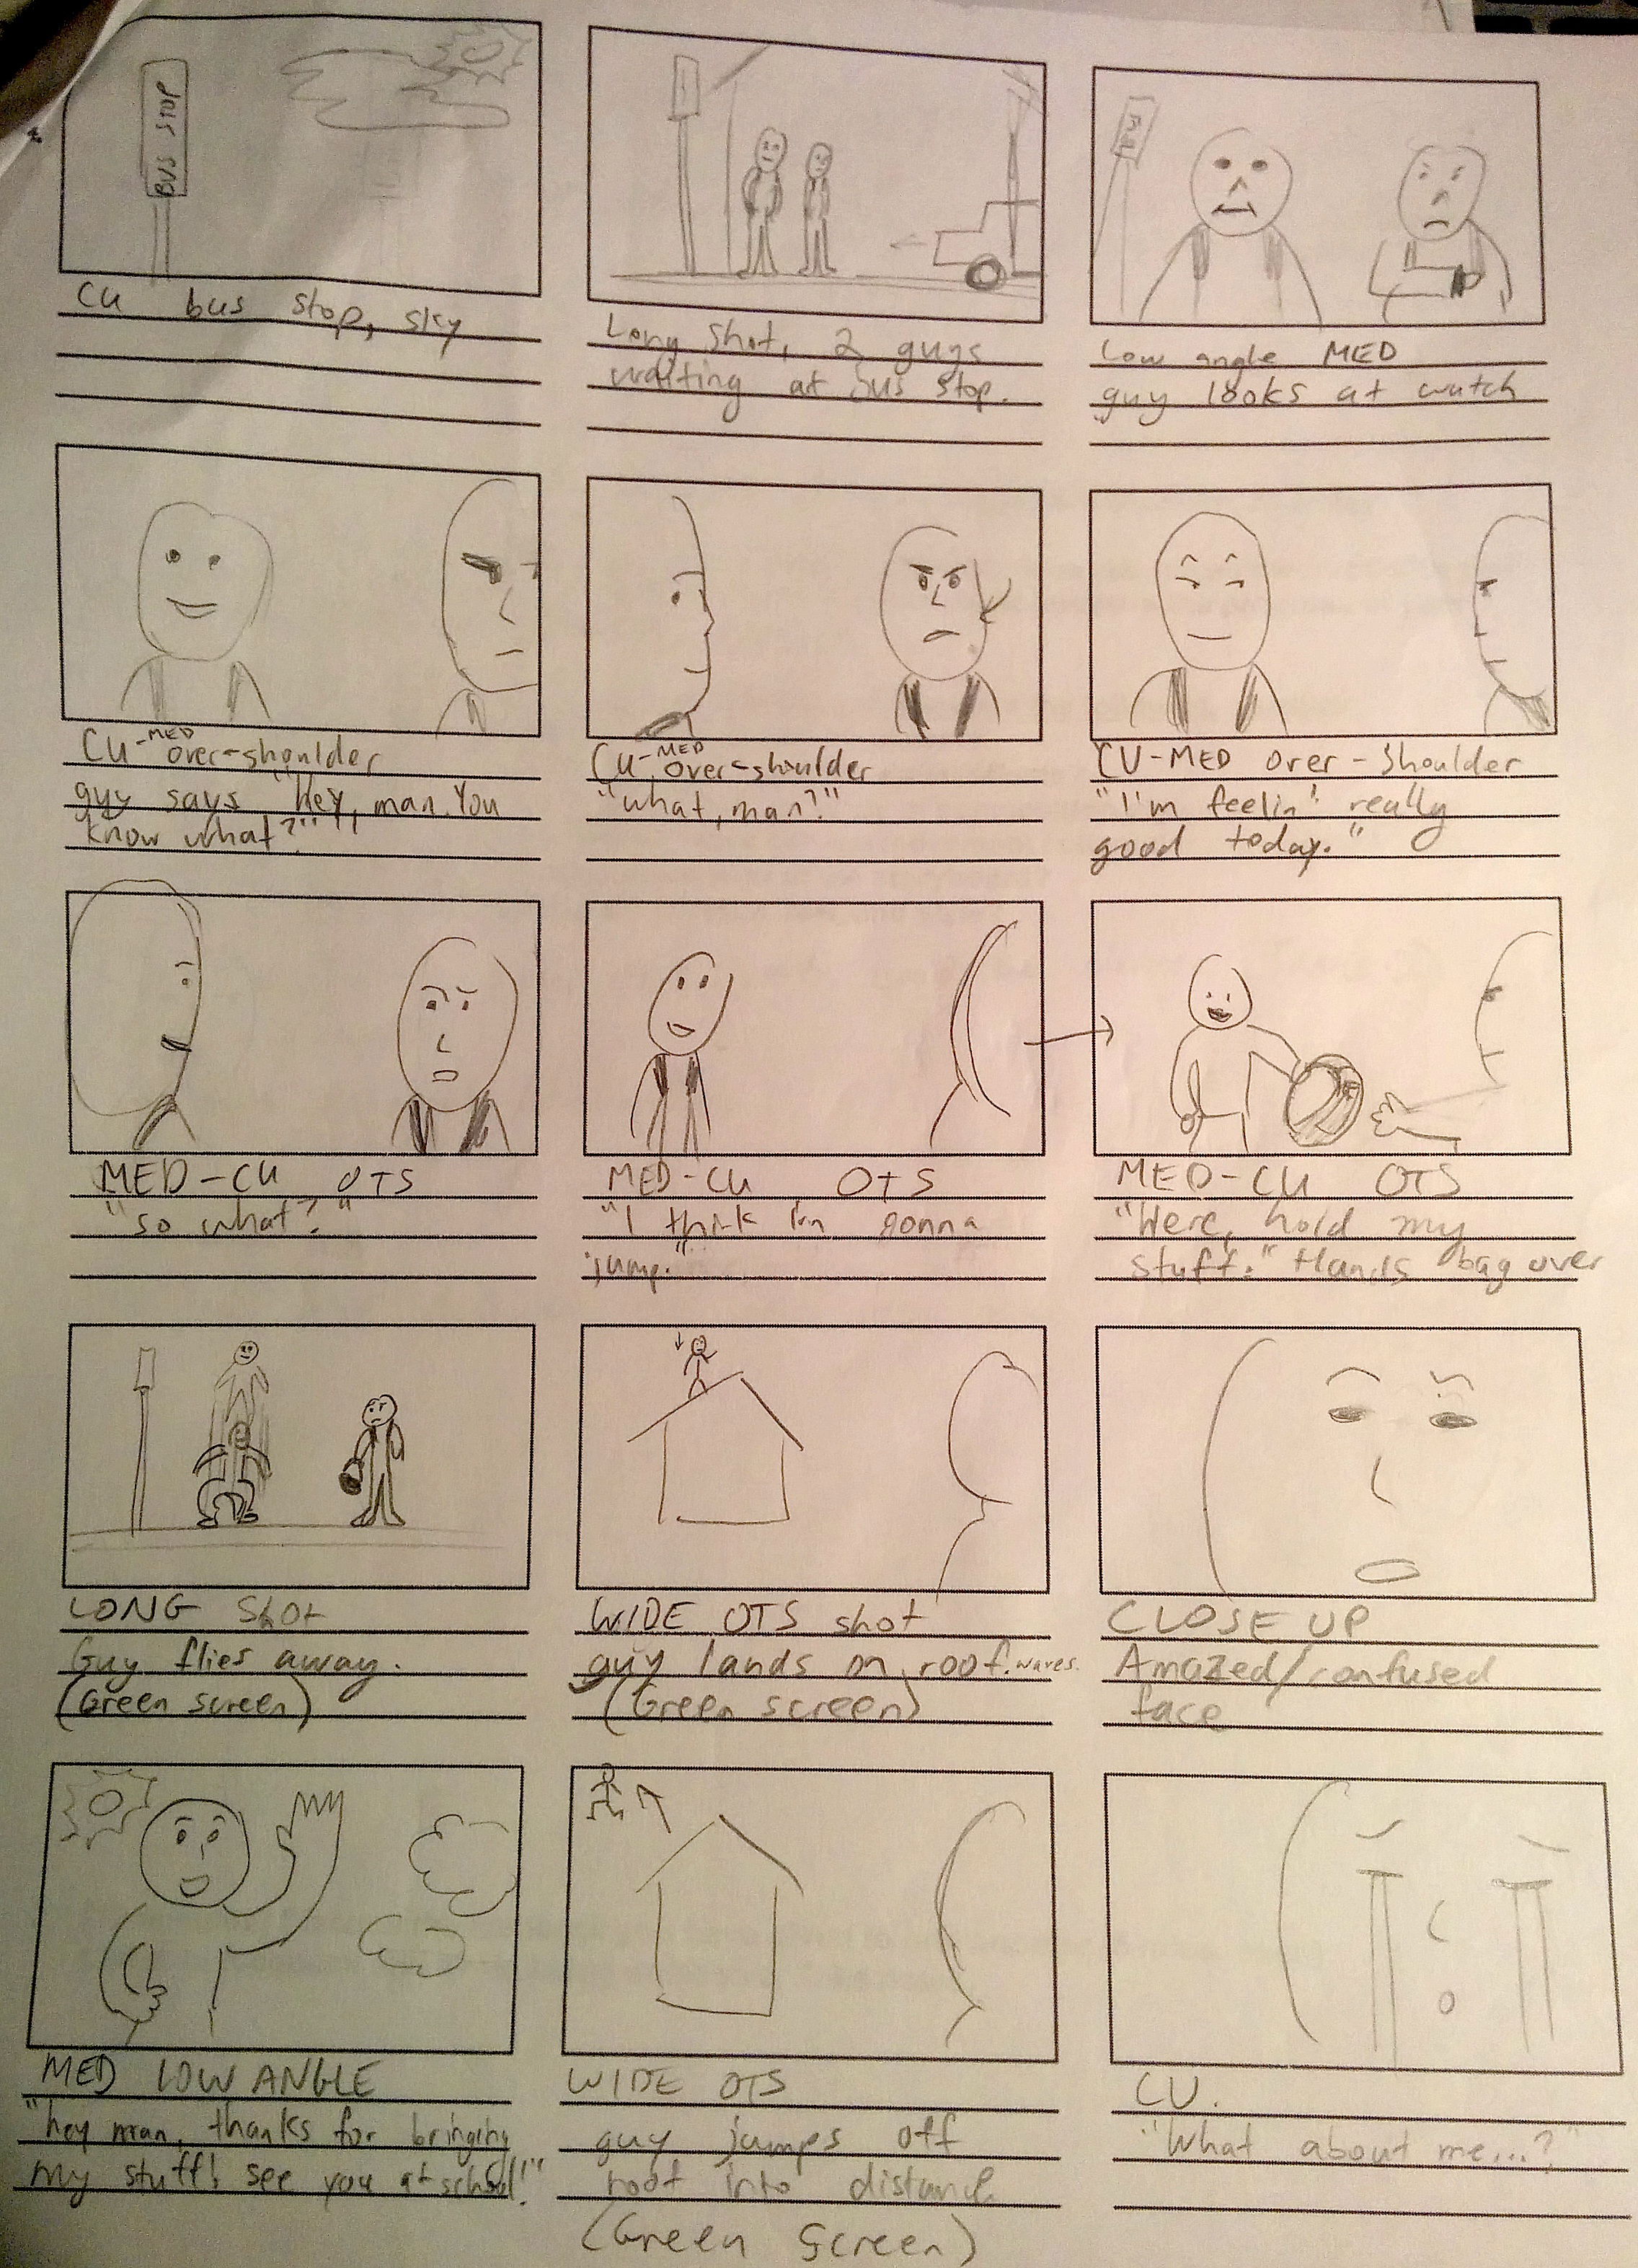 BUS STOP
CU bus stop, sky
Long shot, 2 guys
waiting at bus stop.
Low angle MED
guy looks at watch
CU-MED over-shoulder
guy says "Hey, man. You
know what?"
CU-MED over-shoulder
"what, man?"
CU-MED over-shoulder
"I'm feelin' really
good today."
MED-CU OTS
"so what?"
MED-CU OTS
"I think I'm gonna
jump."
MED-CU OTS
"Here, hold my
stuff." Hands bag over
LONG SHOT
Guy flies away.
(Green screen)
WIDE OTS shot
guy lands on roof. waves.
(Green screen)
CLOSE UP
Amazed/confused
face
MED LOW ANGLE
"hey man, thanks for bringing
my stuff! see you at school!"
WIDE OTS
guy jumps off
roof into distance
(Green Screen)
CU.
"What about me...?"